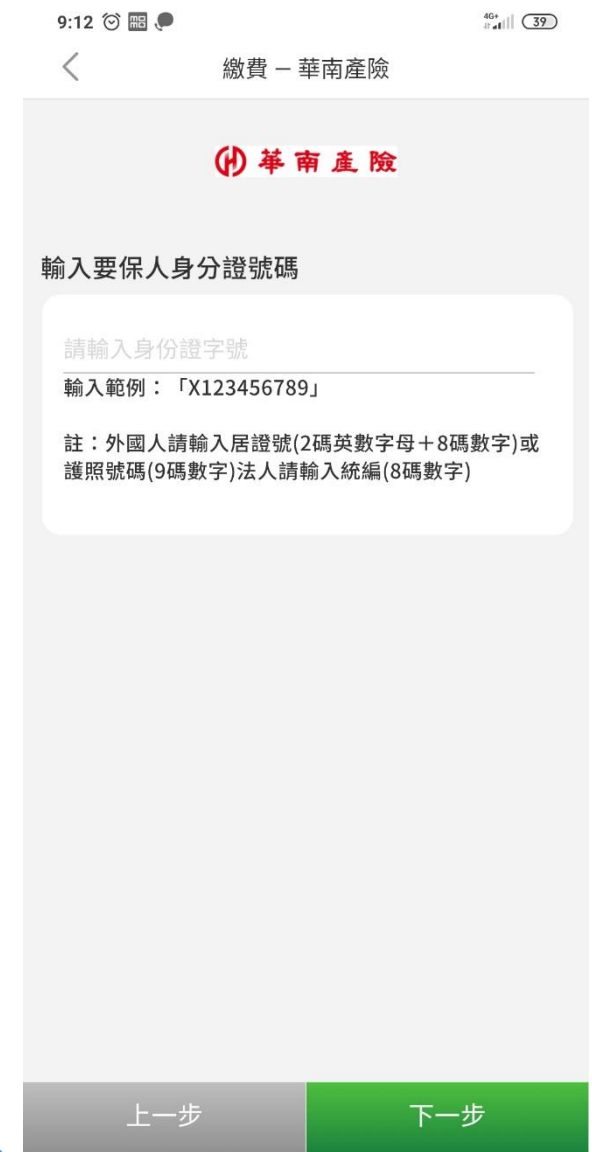 9:12
4G+
39
繳費 – 華南產險
華南產險
輸入要保人身分證號碼
請輸入身份證字號
輸入範例：「X123456789」
註：外國人請輸入居證號(2碼英數字母＋8碼數字)或
護照號碼(9碼數字)法人請輸入統編(8碼數字)
上一步
下一步